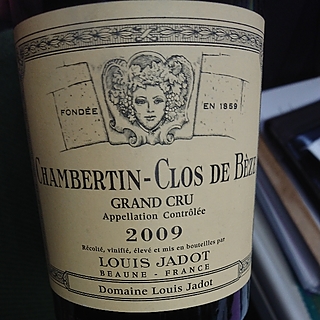 FONDÉE EN 1859
CHAMBERTIN-CLOS DE BÈZE
GRAND CRU
Appellation Contrôlée
2009
Récolté, vinifié, élevé et mis en bouteilles par
LOUIS JADOT
BEAUNE - FRANCE
Domaine Louis Jadot